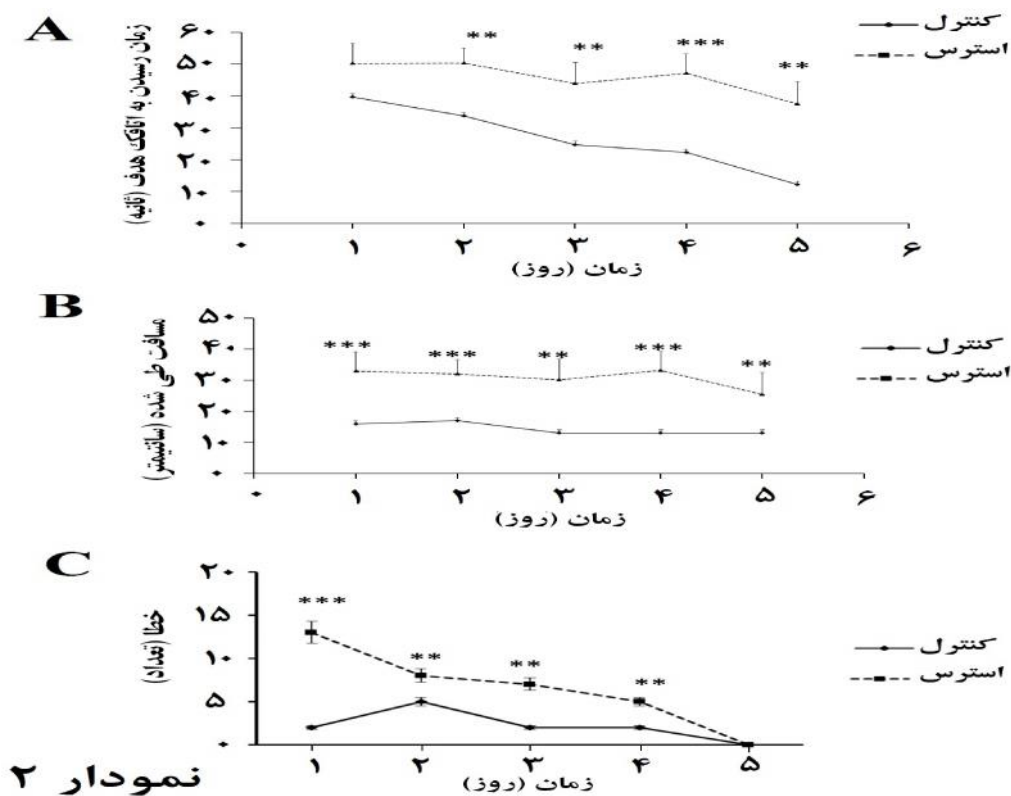 A
زمان رسیدن به اتاقک هدف (ثانیه)
۶۰
۵۰
۴۰
۳۰
۲۰
۱۰
۰
** ** *** **
۰ ۱ ۲ ۳ ۴ ۵ ۶
زمان (روز)
کنترل
استرس
B
مسافت طی شده (سانتیمتر)
۵۰
۴۰
۳۰
۲۰
۱۰
۰
*** *** ** *** **
۰ ۱ ۲ ۳ ۴ ۵ ۶
زمان (روز)
کنترل
استرس
C
خطا (تعداد)
۲۰
۱۵
۱۰
۵
۰
*** ** ** **
۱ ۲ ۳ ۴ ۵
زمان (روز)
کنترل
استرس
نمودار ۲